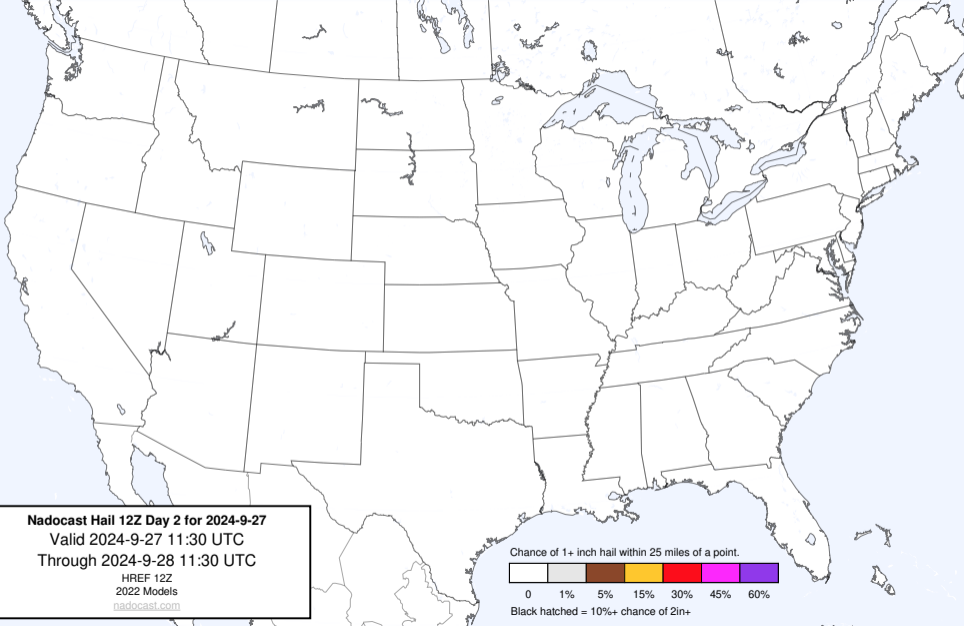 Nadocast Hail 12Z Day 2 for 2024-9-27
Valid 2024-9-27 11:30 UTC
Through 2024-9-28 11:30 UTC
HREF 12Z
2022 Models
nadocast.com
Chance of 1+ inch hail within 25 miles of a point.
0 1% 5% 15% 30% 45% 60%
Black hatched = 10%+ chance of 2in+